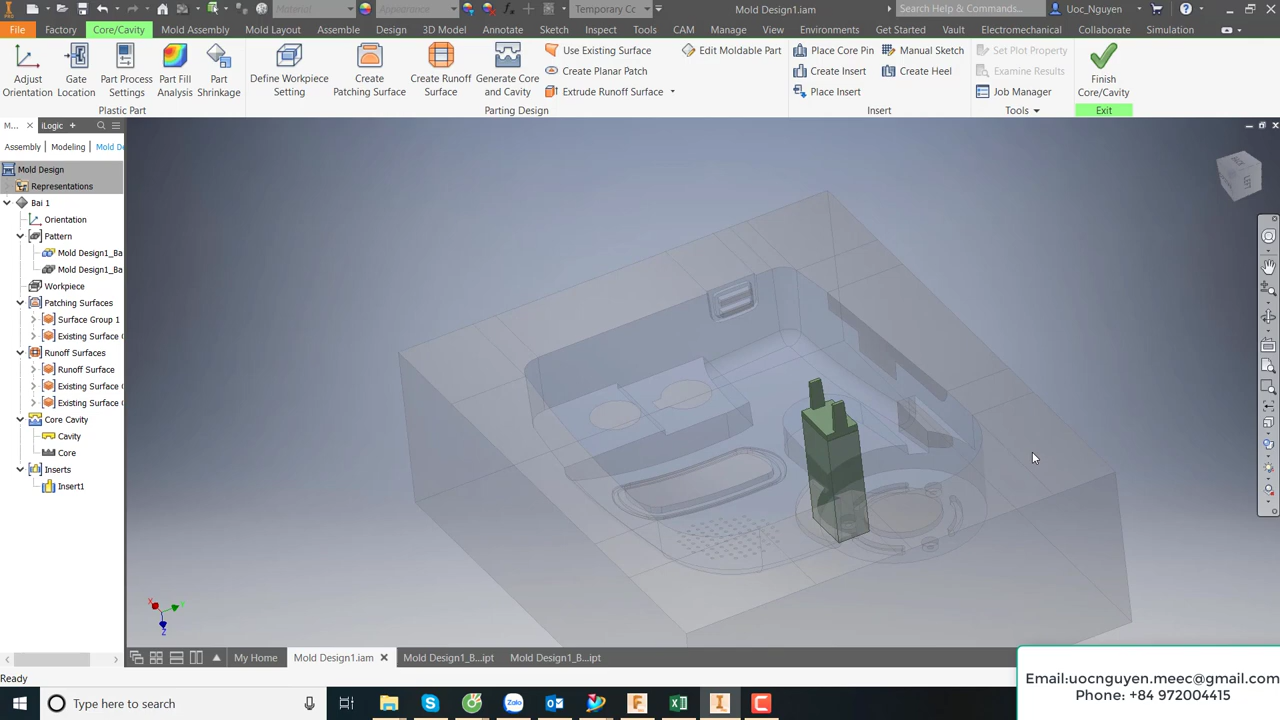 PRO Material Appearance Temporary Cc Mold Design1.iam Search Help & Commands... Uoc_Nguyen
File Factory Core/Cavity Mold Assembly Mold Layout Assemble Design 3D Model Annotate Sketch Inspect Tools CAM Manage View Environments Get Started Vault Electromechanical Collaborate Simulation
Adjust Orientation
Gate Location
Part Process Settings
Part Fill Analysis
Part Shrinkage
Define Workpiece Setting
Create Patching Surface
Create Runoff Surface
Generate Core and Cavity
Use Existing Surface
Create Planar Patch
Extrude Runoff Surface
Edit Moldable Part
Place Core Pin
Create Insert
Place Insert
Manual Sketch
Create Heel
Set Plot Property
Examine Results
Job Manager
Finish Core/Cavity
Plastic Part Parting Design Insert Tools Exit
M... iLogic
Assembly Modeling Mold De
Mold Design
Representations
Bai 1
Orientation
Pattern
Mold Design1_Ba
Mold Design1_Ba
Workpiece
Patching Surfaces
Surface Group 1
Existing Surface
Runoff Surfaces
Runoff Surface
Existing Surface
Existing Surface
Core Cavity
Cavity
Core
Inserts
Insert1
X Y
Z
My Home Mold Design1.iam Mold Design1_B...ipt Mold Design1_B...ipt
Ready
Type here to search
Email:uocnguyen.meec@gmail.com
Phone: +84 972004415